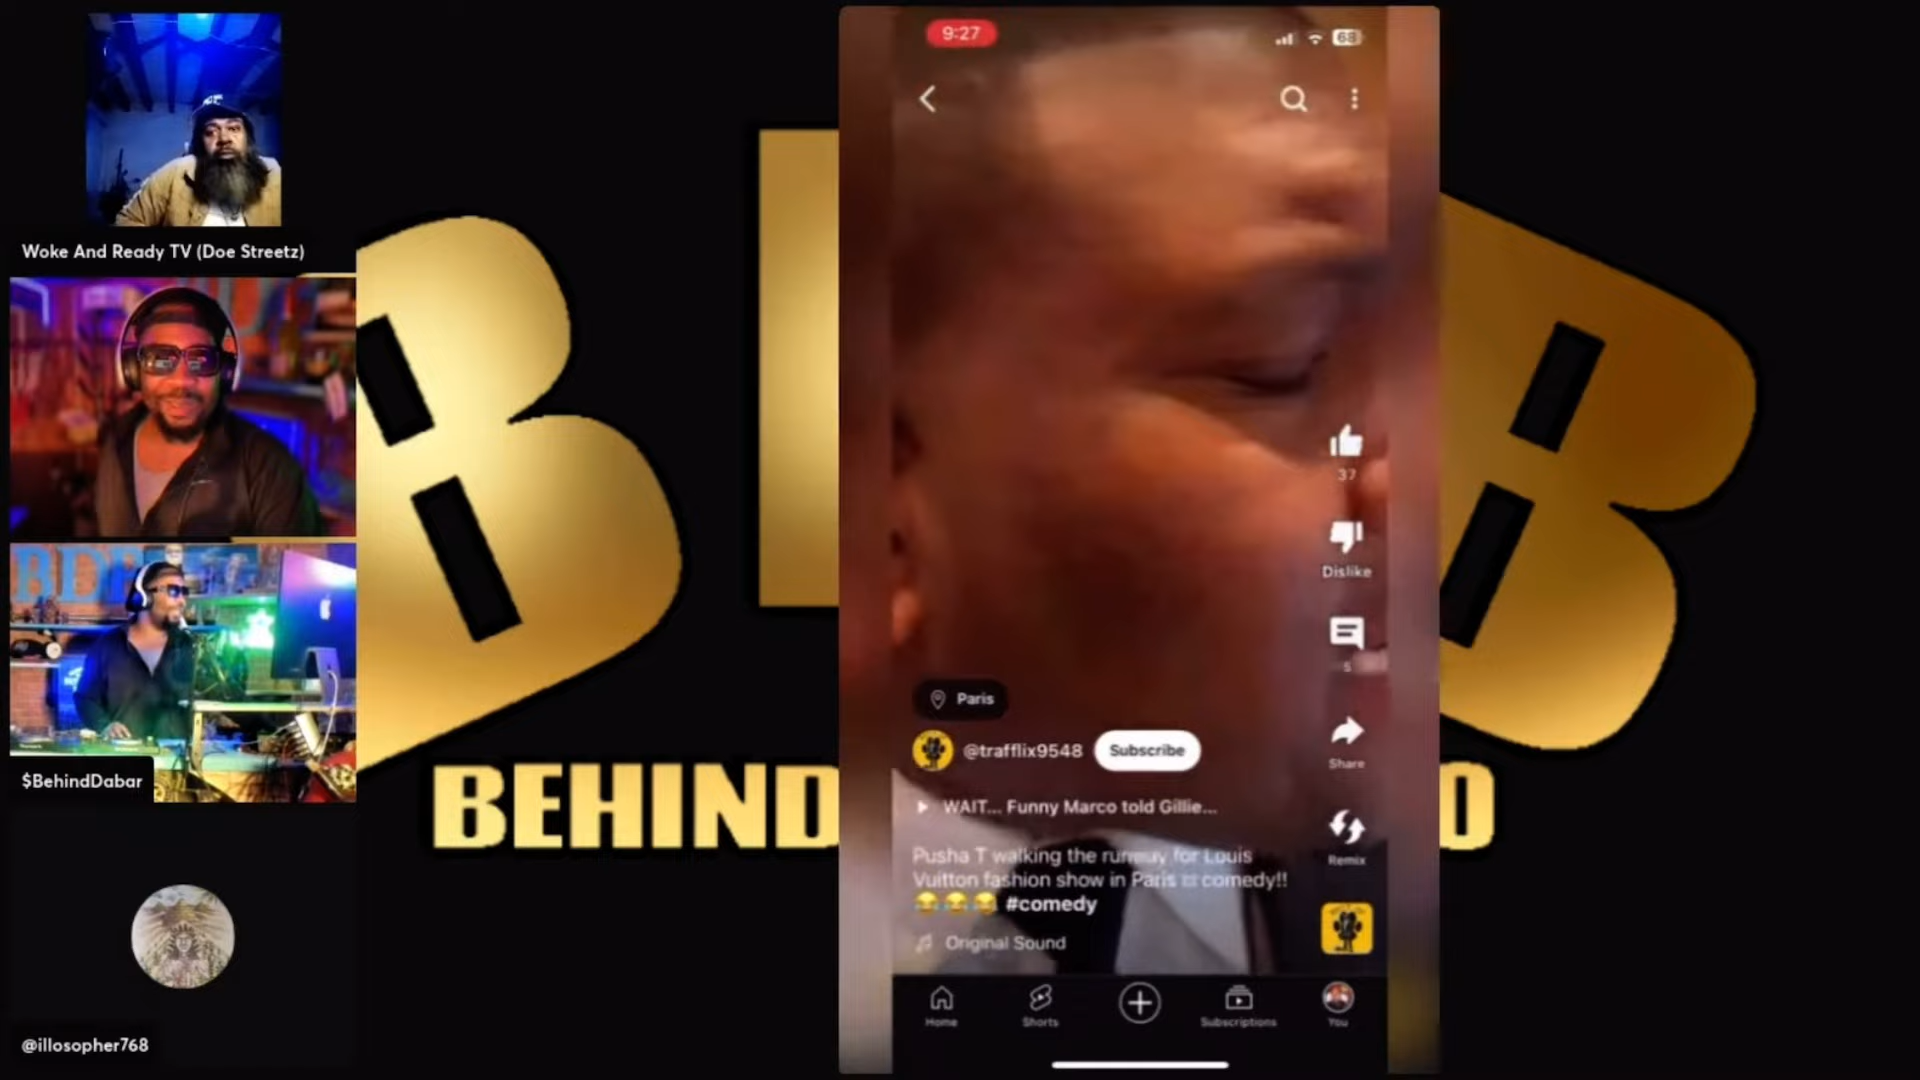 Woke And Ready TV (Doe Streetz)
$BehindDabar
@illosopher768
BEHIND
9:27
68
37
Dislike
5
Share
Remix
Paris
@trafflix9548 Subscribe
WAIT... Funny Marco told Gillie...
Pusha T walking the runway for Louis
Vuitton fashion show in Paris comedy!!
😂😂😂 #comedy
Original Sound
Home
Shorts
Subscriptions
You